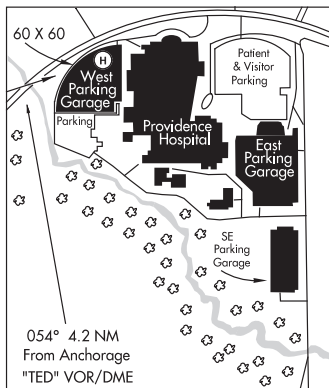 60 X 60
H
West
Parking
Garage
Parking
Patient
& Visitor
Parking
Providence
Hospital
East
Parking
Garage
SE
Parking
Garage
054° 4.2 NM
From Anchorage
"TED" VOR/DME